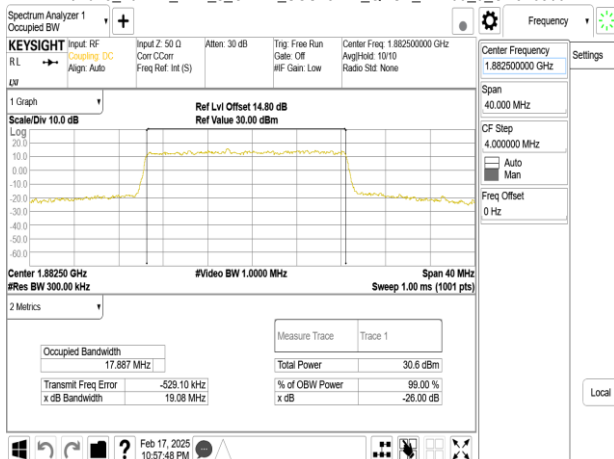 Spectrum Analyzer 1
Occupied BW
+
Frequency
KEYSIGHT
RL
Input: RF
Coupling: DC
Align: Auto
Input Z: 50 Ω
Corr CCorr
Freq Ref: Int (S)
Atten: 30 dB
Trig: Free Run
Gate: Off
#IF Gain: Low
Center Freq: 1.882500000 GHz
Avg|Hold: 10/10
Radio Std: None
LXI
Center Frequency
1.882500000 GHz
Settings
Span
40.000 MHz
CF Step
4.000000 MHz
Auto
Man
Freq Offset
0 Hz
Local
1 Graph
Scale/Div 10.0 dB
Ref Lvl Offset 14.80 dB
Ref Value 30.00 dBm
Log
20.0
10.0
0.00
-10.0
-20.0
-30.0
-40.0
-50.0
-60.0
Center 1.88250 GHz
#Res BW 300.00 kHz
#Video BW 1.0000 MHz
Span 40 MHz
Sweep 1.00 ms (1001 pts)
2 Metrics
Measure Trace Trace 1
Occupied Bandwidth
17.887 MHz
Total Power 30.6 dBm
Transmit Freq Error -529.10 kHz
% of OBW Power 99.00 %
x dB Bandwidth 19.08 MHz
x dB -26.00 dB
?
Feb 17, 2025
10:57:48 PM